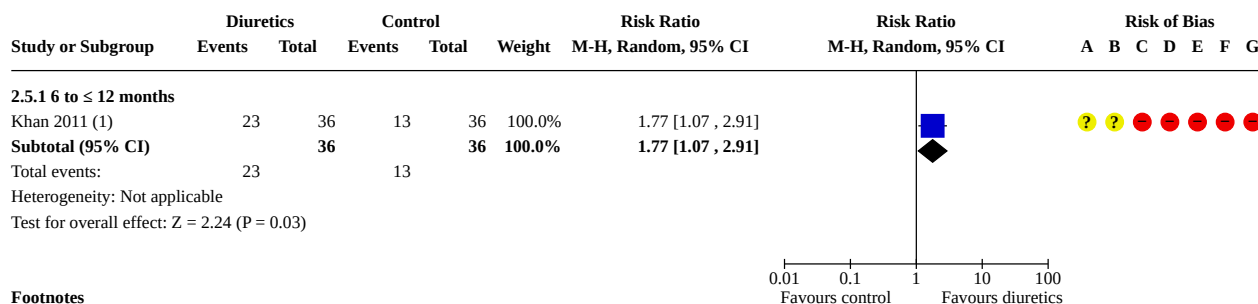 Diuretics Control Risk Ratio Risk Ratio Risk of Bias
Study or Subgroup Events Total Events Total Weight M-H, Random, 95% CI M-H, Random, 95% CI A B C D E F G
2.5.1 6 to ≤ 12 months
Khan 2011 (1) 23 36 13 36 100.0% 1.77 [1.07 , 2.91] ? ? − − − − −
Subtotal (95% CI) 36 36 100.0% 1.77 [1.07 , 2.91]
Total events: 23 13
Heterogeneity: Not applicable
Test for overall effect: Z = 2.24 (P = 0.03)
0.01 0.1 1 10 100
Favours control Favours diuretics
Footnotes